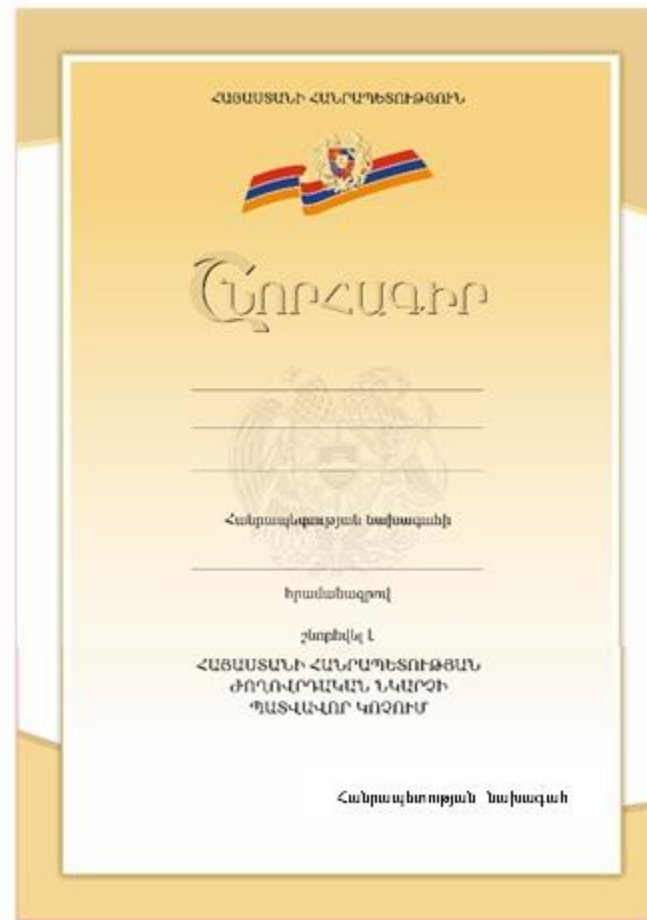 ՀԱՅԱՍՏԱՆԻ ՀԱՆՐԱՊԵՏՈՒԹՅՈՒՆ
ՇՆՈՐՀԱԳԻՐ
Հանրապետության նախագահի
հրամանագրով
շնորհվել է
ՀԱՅԱՍՏԱՆԻ ՀԱՆՐԱՊԵՏՈՒԹՅԱՆ
ԺՈՂՈՎՐԴԱԿԱՆ ՆԿԱՐՉԻ
ՊԱՏՎԱՎՈՐ ԿՈՉՈՒՄ
Հանրապետության նախագահ